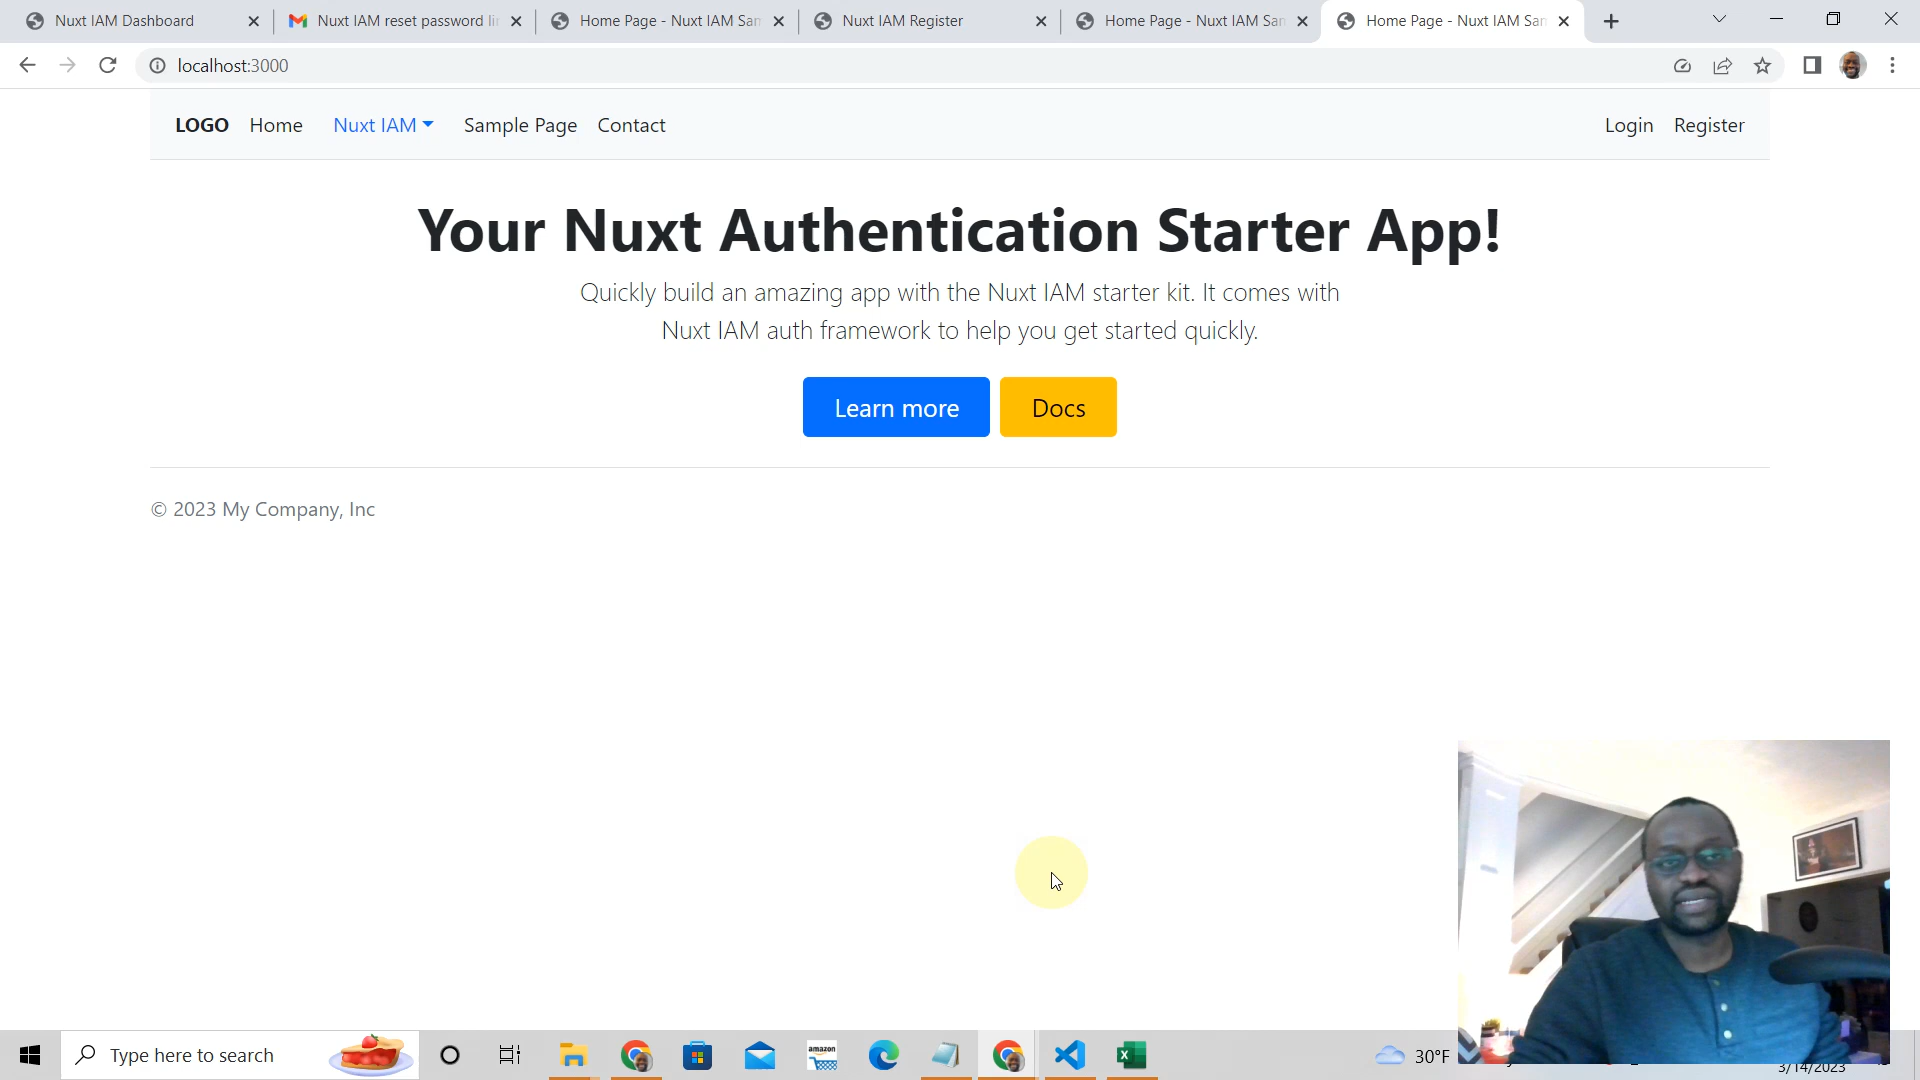 Nuxt IAM Dashboard
Nuxt IAM reset password li
Home Page - Nuxt IAM Sam
Nuxt IAM Register
Home Page - Nuxt IAM Sam
Home Page - Nuxt IAM Sam
localhost:3000
LOGO Home Nuxt IAM Sample Page Contact Login Register
Your Nuxt Authentication Starter App!
Quickly build an amazing app with the Nuxt IAM starter kit. It comes with
Nuxt IAM auth framework to help you get started quickly.
Learn more
Docs
© 2023 My Company, Inc
Type here to search
amazon
30°F
3/14/2023